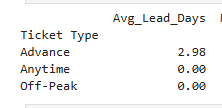 Avg_Lead_Days
Ticket Type
Advance 2.98
Anytime 0.00
Off-Peak 0.00